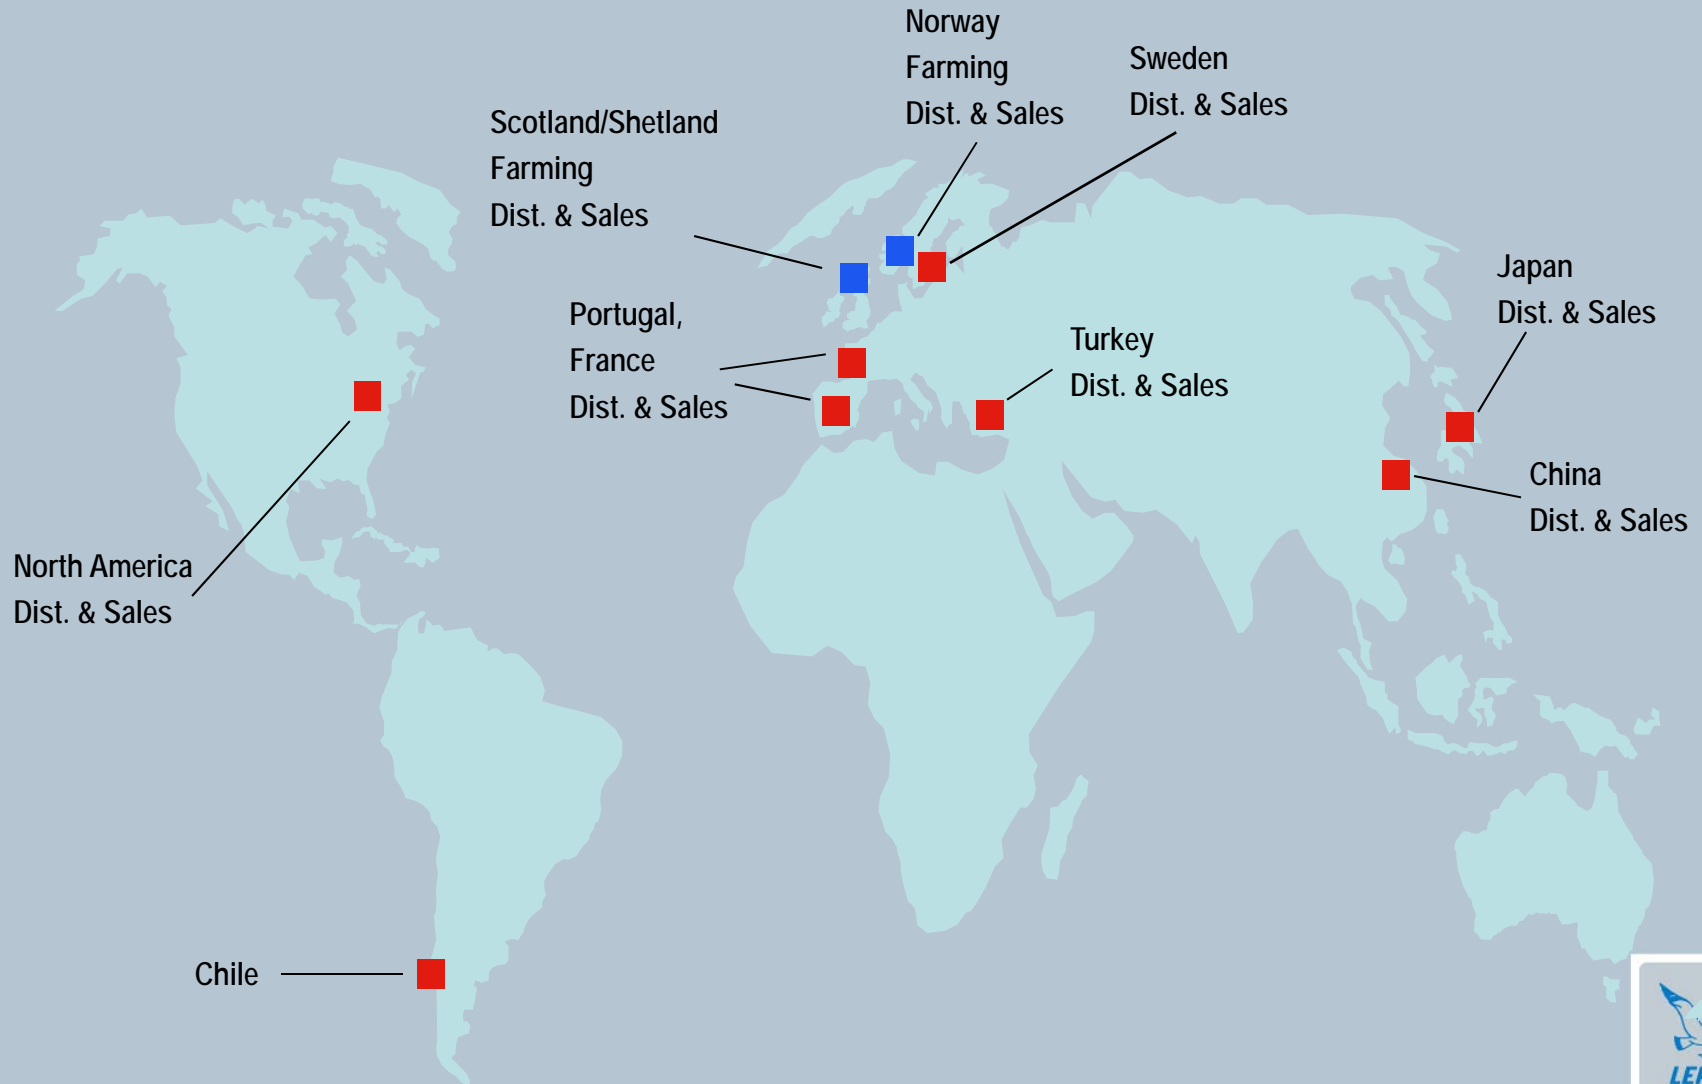 Norway
Farming
Dist. & Sales
Sweden
Dist. & Sales
Scotland/Shetland
Farming
Dist. & Sales
Portugal,
France
Dist. & Sales
Turkey
Dist. & Sales
Japan
Dist. & Sales
China
Dist. & Sales
North America
Dist. & Sales
Chile